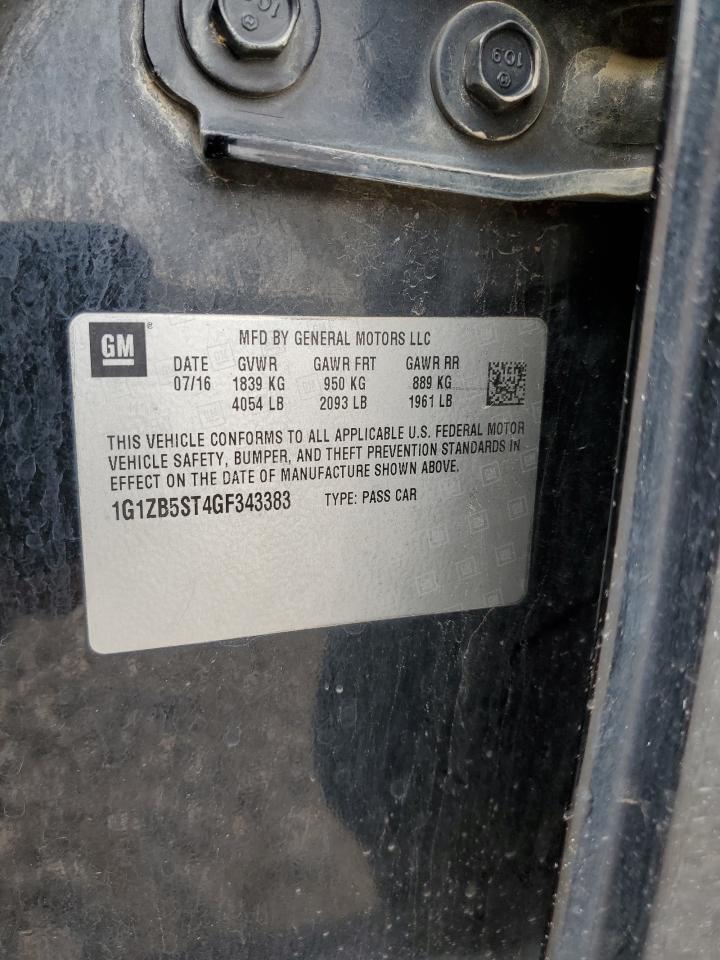 109
GM
MFD BY GENERAL MOTORS LLC
DATE GVWR GAWR FRT GAWR RR
07/16 1839 KG 950 KG 889 KG
4054 LB 2093 LB 1961 LB
THIS VEHICLE CONFORMS TO ALL APPLICABLE U.S. FEDERAL MOTOR
VEHICLE SAFETY, BUMPER, AND THEFT PREVENTION STANDARDS IN
EFFECT ON THE DATE OF MANUFACTURE SHOWN ABOVE.
1G1ZB5ST4GF343383 TYPE: PASS CAR